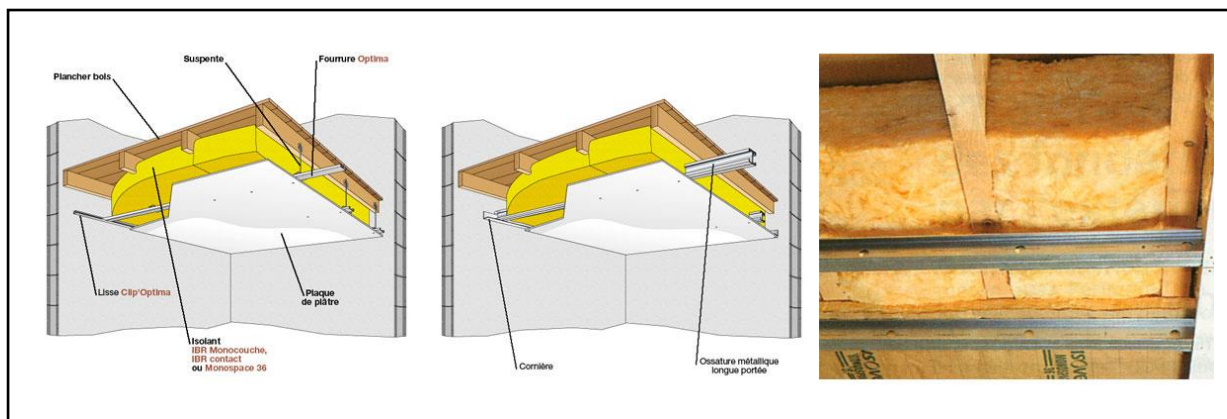 Suspente
Fourrure Optima
Plancher bois
Lisse Clip'Optima
Plaque
de plâtre
Isolant
IBR Monocouche,
IBR contact
ou Monospace 36
Cornière
Ossature métallique
longue portée